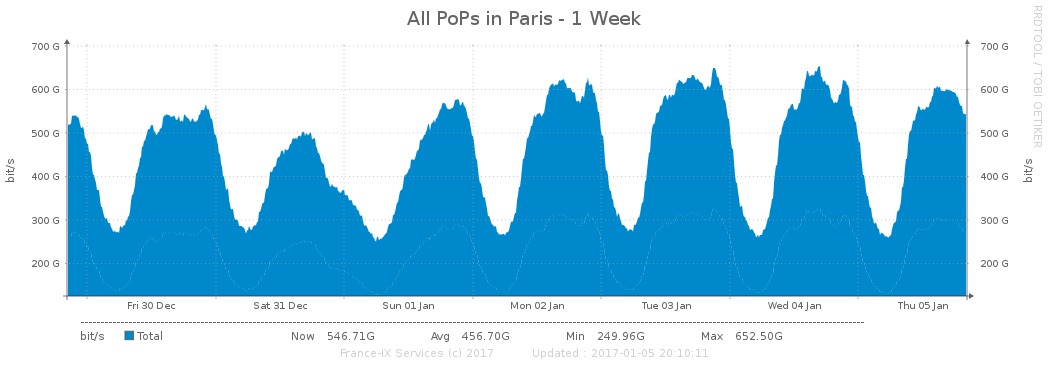 All PoPs in Paris - 1 Week
RRDTOOL / TOBI OETIKER
700 G 700 G
600 G 600 G
500 G 500 G
400 G 400 G
300 G 300 G
200 G 200 G
bit/s bit/s
Fri 30 Dec Sat 31 Dec Sun 01 Jan Mon 02 Jan Tue 03 Jan Wed 04 Jan Thu 05 Jan
bit/s Total Now 546.71G Avg 456.70G Min 249.96G Max 652.50G
France-IX Services (c) 2017 Updated : 2017-01-05 20:10:11